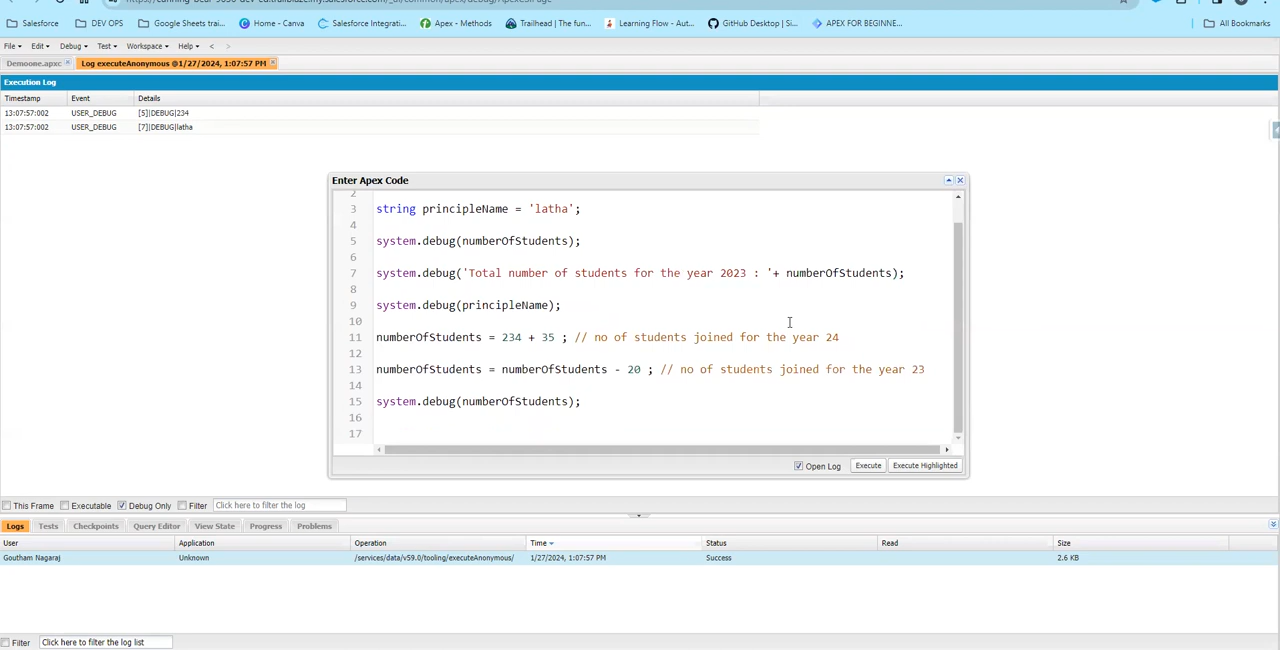 Salesforce DEV OPS Google Sheets trai... Home - Canva Salesforce Integrati... Apex - Methods Trailhead | The fun... Learning Flow - Aut... GitHub Desktop | Si... APEX FOR BEGINNE... All Bookmarks
File Edit Debug Test Workspace Help < >
Demoone.apxc Log executeAnonymous @1/27/2024, 1:07:57 PM
Execution Log
Timestamp Event Details
13:07:57:002 USER_DEBUG [5]|DEBUG|234
13:07:57:002 USER_DEBUG [7]|DEBUG|latha
Enter Apex Code
2
3 string principleName = 'latha';
4
5 system.debug(numberOfStudents);
6
7 system.debug('Total number of students for the year 2023 : '+ numberOfStudents);
8
9 system.debug(principleName);
10
11 numberOfStudents = 234 + 35 ; // no of students joined for the year 24
12
13 numberOfStudents = numberOfStudents - 20 ; // no of students joined for the year 23
14
15 system.debug(numberOfStudents);
16
17
Open Log Execute Execute Highlighted
This Frame Executable Debug Only Filter Click here to filter the log
Logs Tests Checkpoints Query Editor View State Progress Problems
User Application Operation Time Status Read Size
Goutham Nagaraj Unknown /services/data/v59.0/tooling/executeAnonymous/ 1/27/2024, 1:07:57 PM Success 2.6 KB
Filter Click here to filter the log list